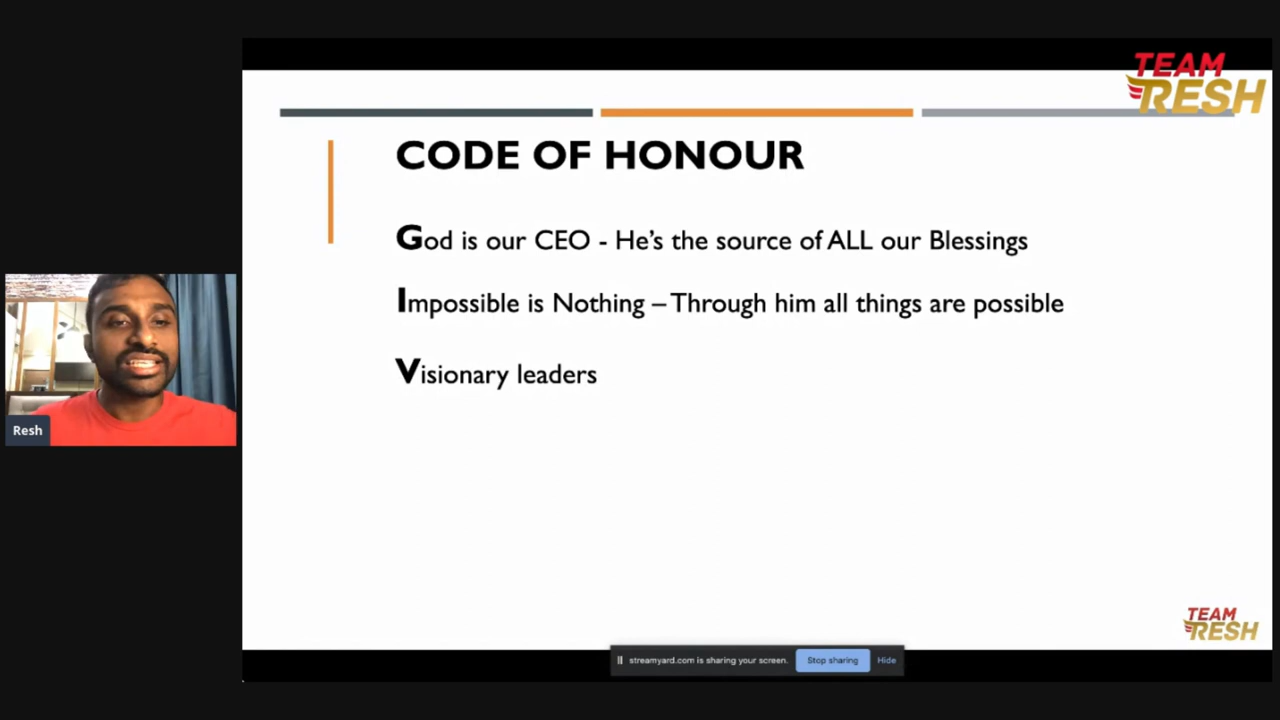 TEAM
RESH
CODE OF HONOUR
God is our CEO - He's the source of ALL our Blessings
Impossible is Nothing – Through him all things are possible
Visionary leaders
Resh
TEAM
RESH
streamyard.com is sharing your screen. Stop sharing Hide